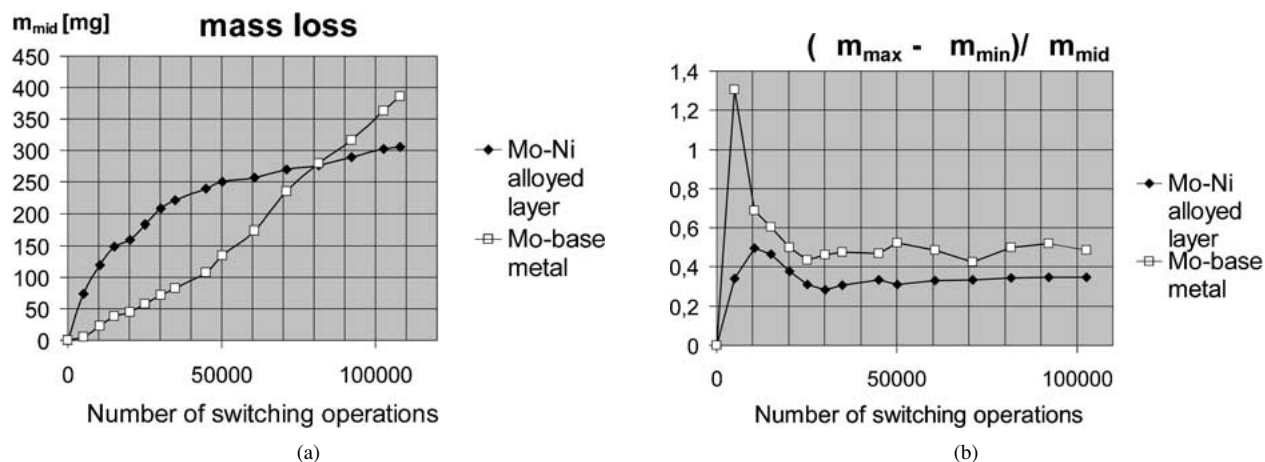 m_mid [mg] mass loss
450
400
350
300
250
200
150
100
50
0
0 50000 100000
Number of switching operations
Mo-Ni
alloyed
layer
Mo-base
metal
(a)
( m_max - m_min)/ m_mid
1,4
1,2
1
0,8
0,6
0,4
0,2
0
0 50000 100000
Number of switching operations
Mo-Ni
alloyed
layer
Mo-base
metal
(b)